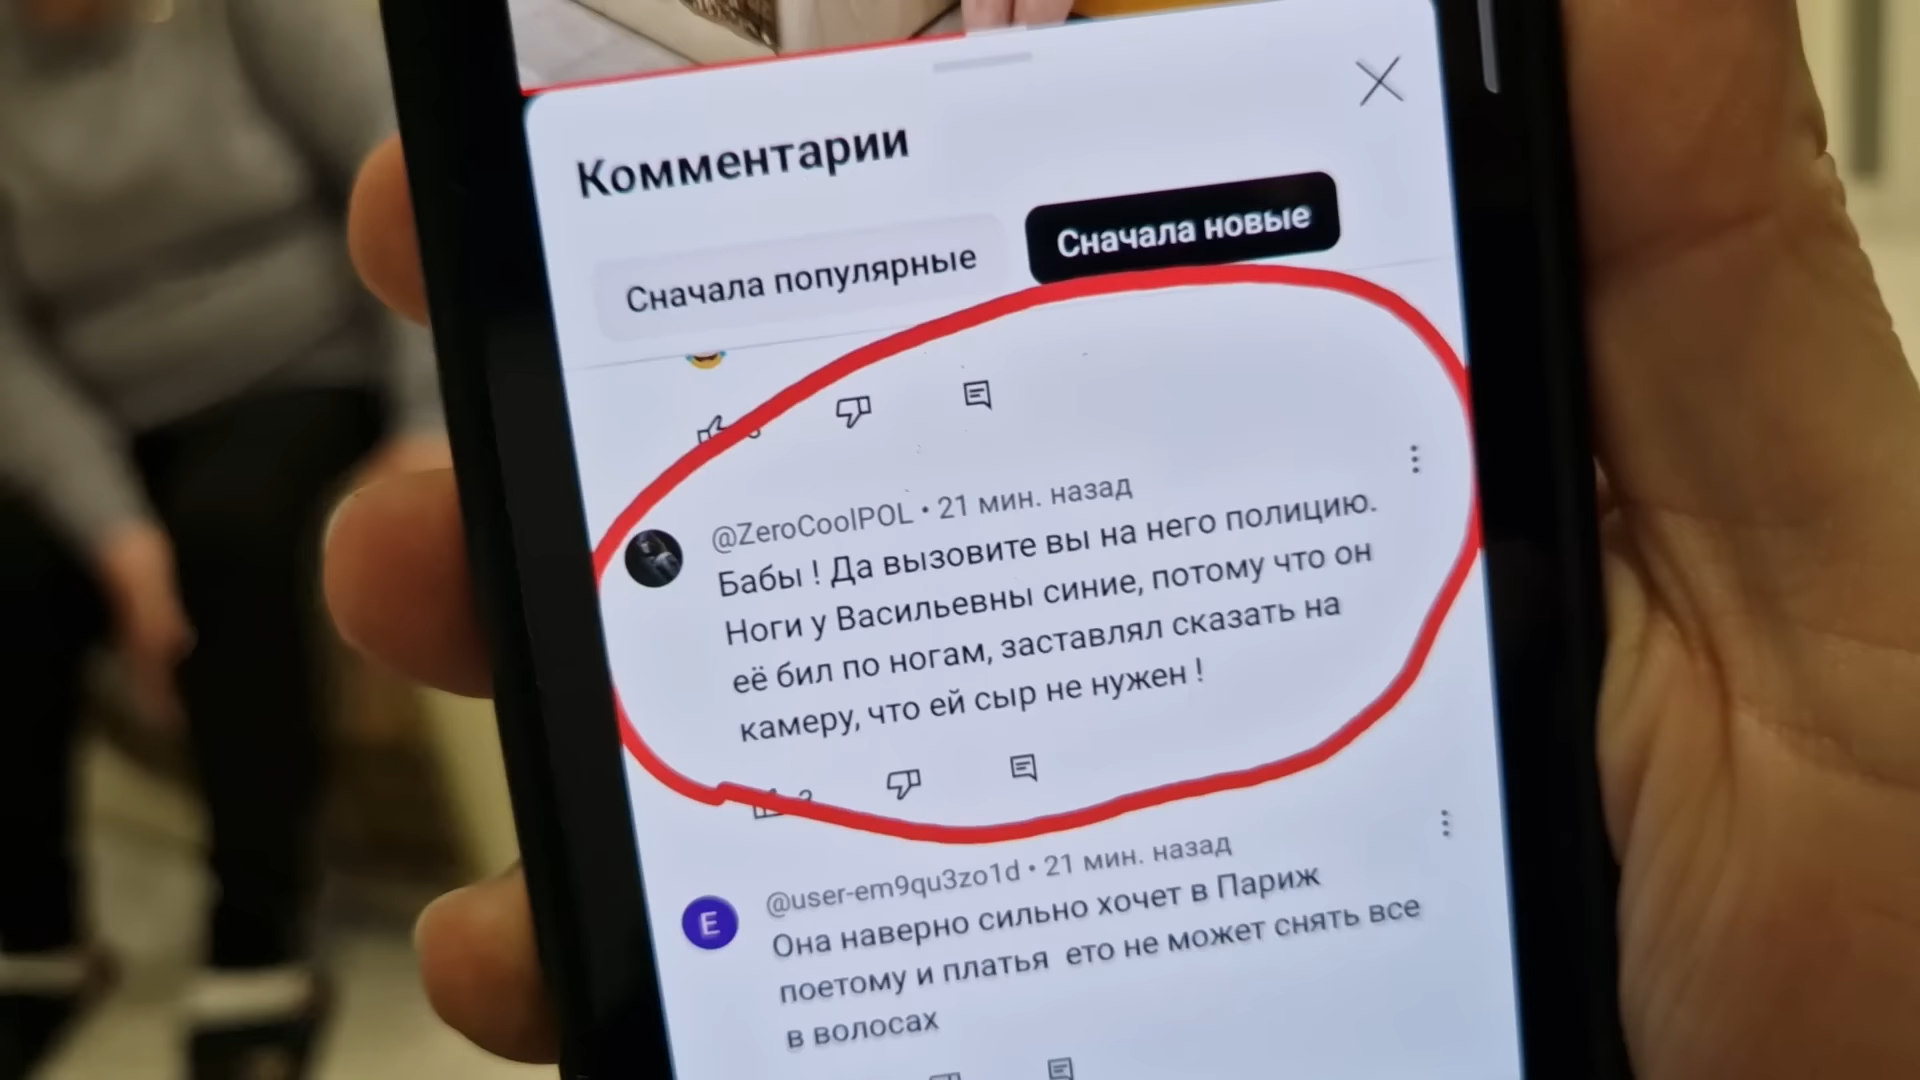 Комментарии
Сначала популярные
Сначала новые
@ZeroCoolPOL • 21 мин. назад
Бабы ! Да вызовите вы на него полицию.
Ноги у Васильевны синие, потому что он
её бил по ногам, заставлял сказать на
камеру, что ей сыр не нужен !
E
@user-em9qu3zo1d • 21 мин. назад
Она наверно сильно хочет в Париж
поетому и платья ето не может снять все
в волосах